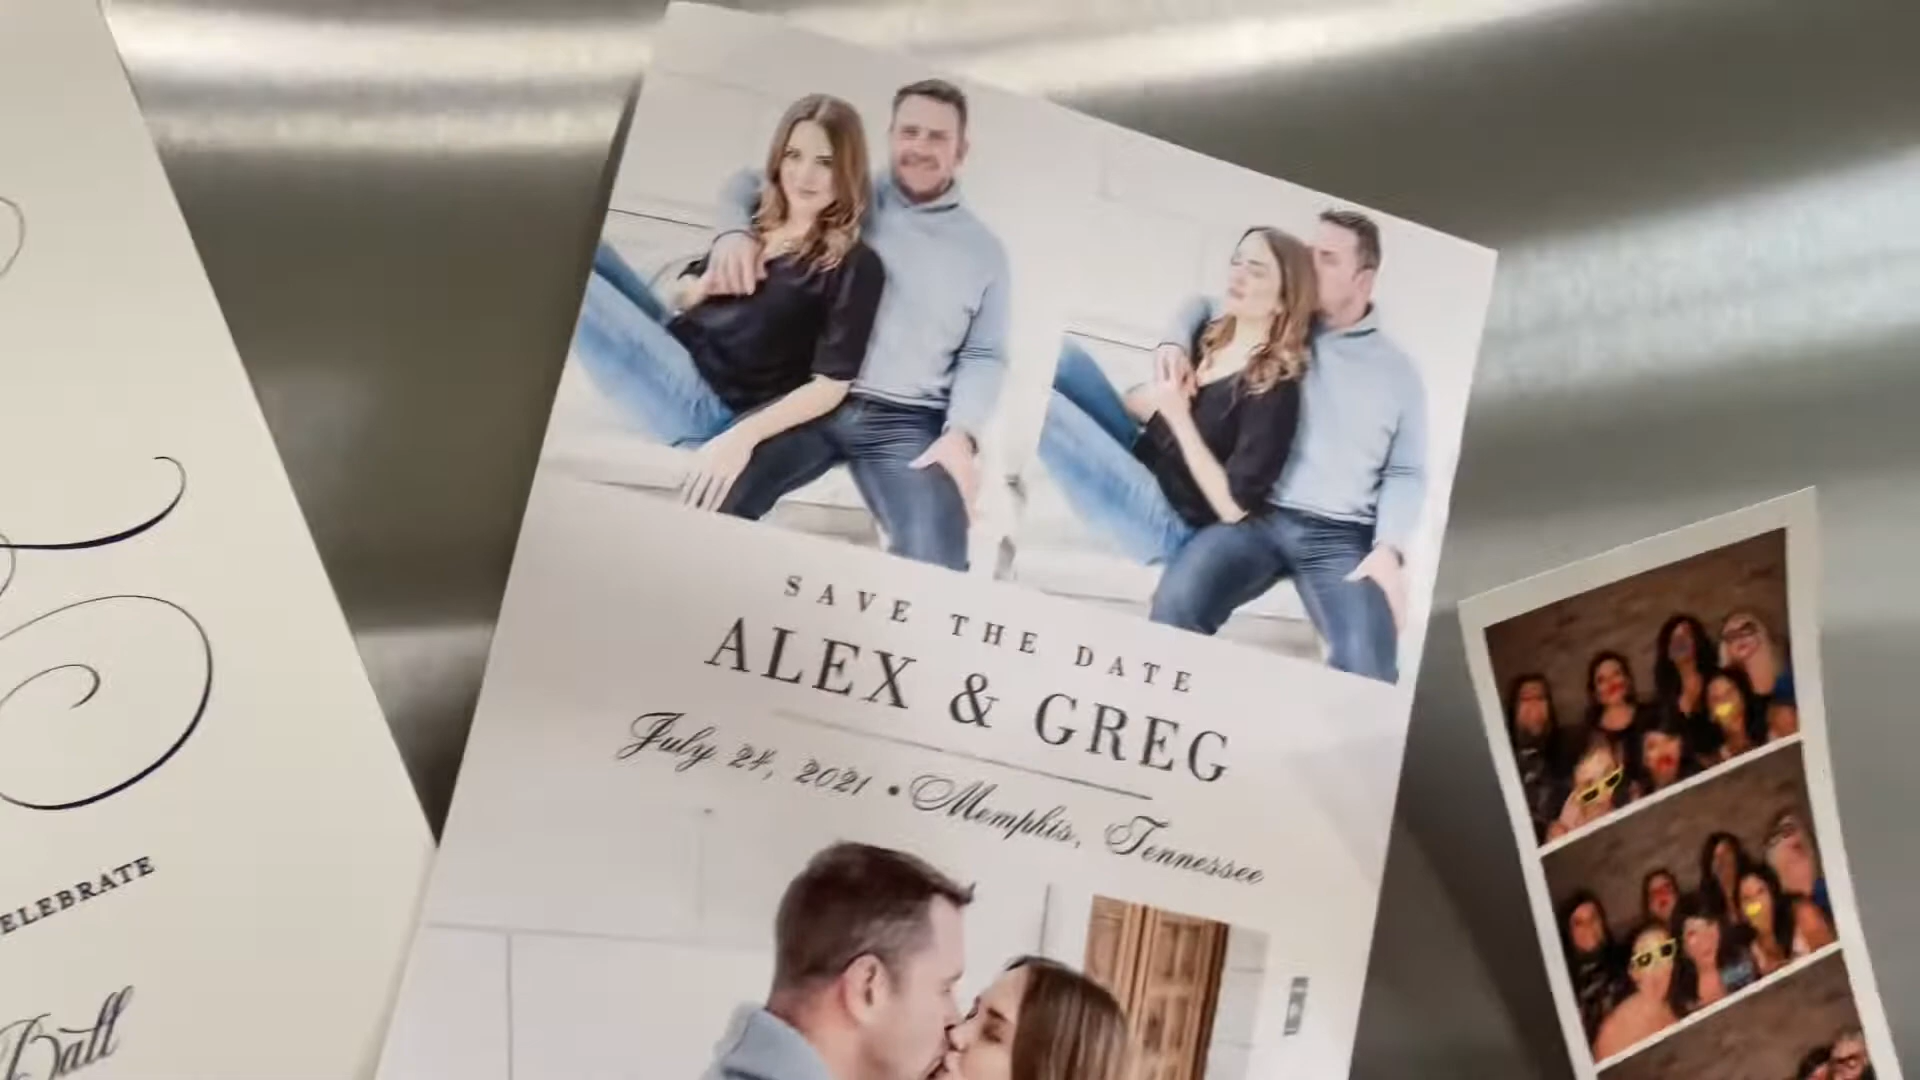 SAVE THE DATE
ALEX & GREG
July 24, 2021 • Memphis, Tennessee
ELEBRATE